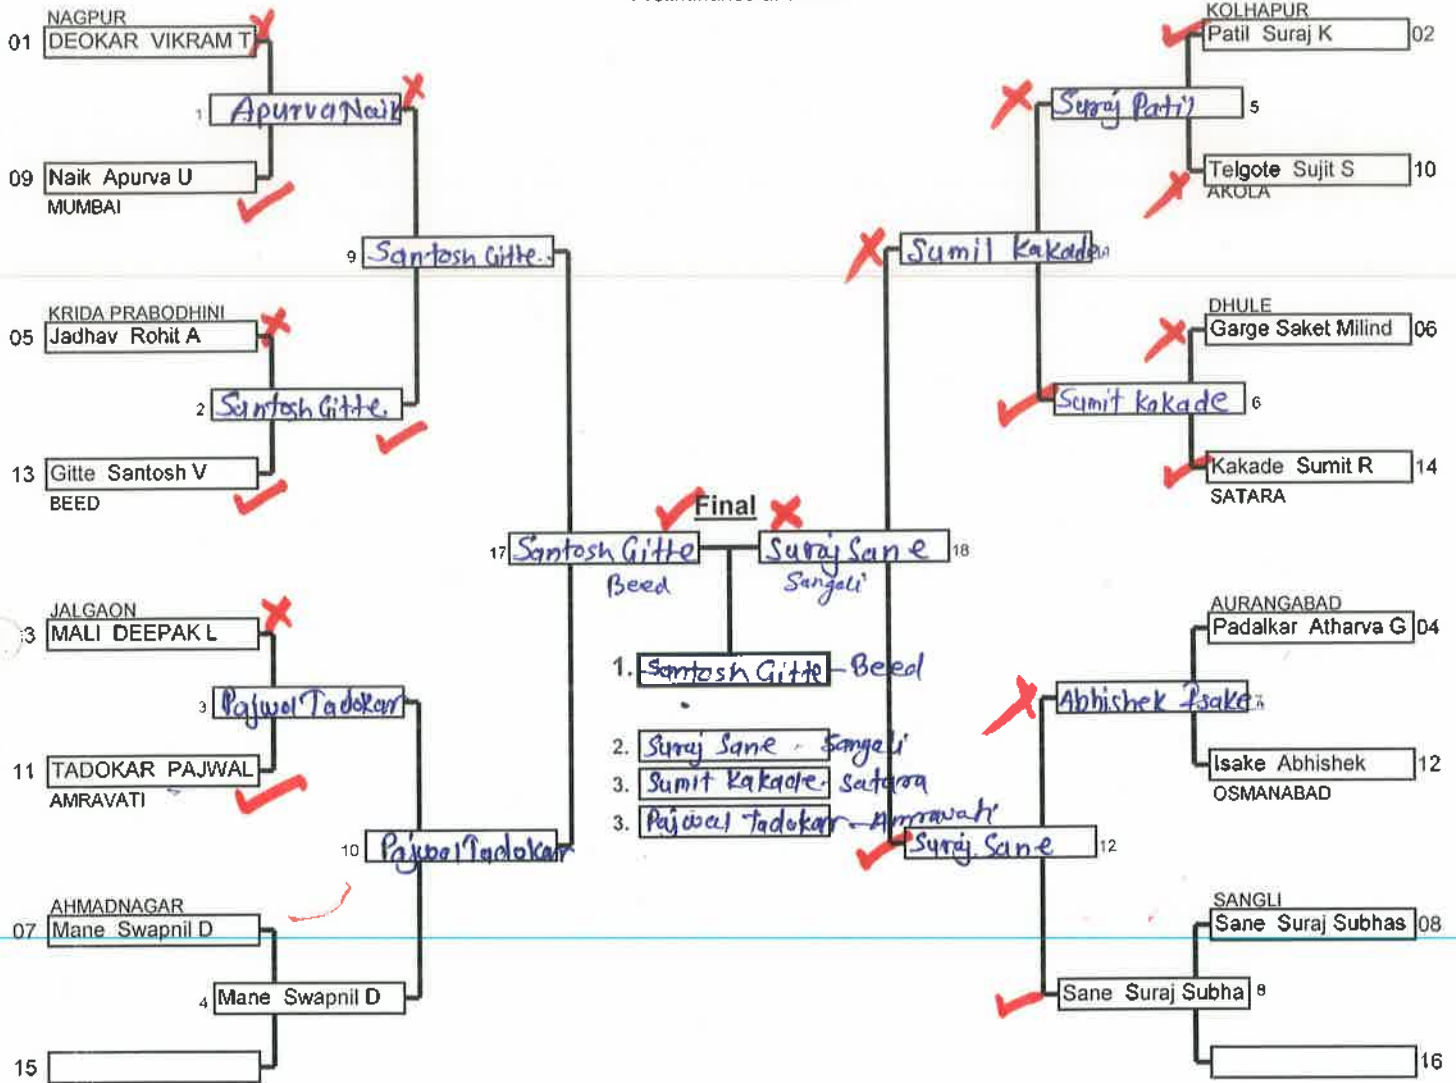 NAGPUR
01 DEOKAR VIKRAM T
1 Apurva Naik
09 Naik Apurva U
MUMBAI
9 Santosh Gitte.
KRIDA PRABODHINI
05 Jadhav Rohit A
2 Santosh Gitte.
13 Gitte Santosh V
BEED
17 Santosh Gitte
Beed
JALGAON
3 MALI DEEPAK L
3 Pajwal Tadokar
11 TADOKAR PAJWAL
AMRAVATI
10 Pajwal Tadokar
AHMADNAGAR
07 Mane Swapnil D
4 Mane Swapnil D
15
Final
1. Santosh Gitte - Beed
2. Suraj Sane - Sangali
3. Sumit Kakade. Satara
3. Pajwal Tadokar - Amravati
KOLHAPUR
Patil Suraj K 02
Suraj Patil 5
Telgote Sujit S 10
AKOLA
Sumil Kakade
DHULE
Garge Saket Milind 06
Sumit Kakade 6
Kakade Sumit R 14
SATARA
Suraj Sane 18
Sangali
AURANGABAD
Padalkar Atharva G 04
Abhishek Isake
Isake Abhishek 12
OSMANABAD
Suraj Sane 12
SANGLI
Sane Suraj Subhas 08
Sane Suraj Subha 8
16